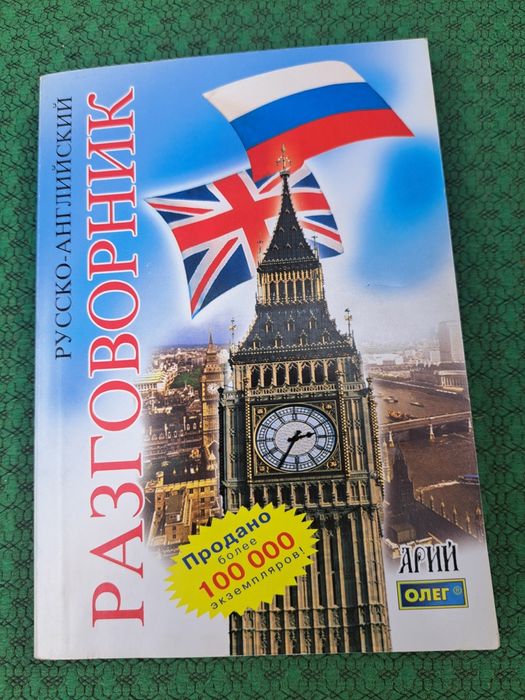 РУССКО-АНГЛИЙСКИЙ
РАЗГОВОРНИК
Продано
более
100 000
экземпляров!
АРИЙ
ОЛЕГ ®